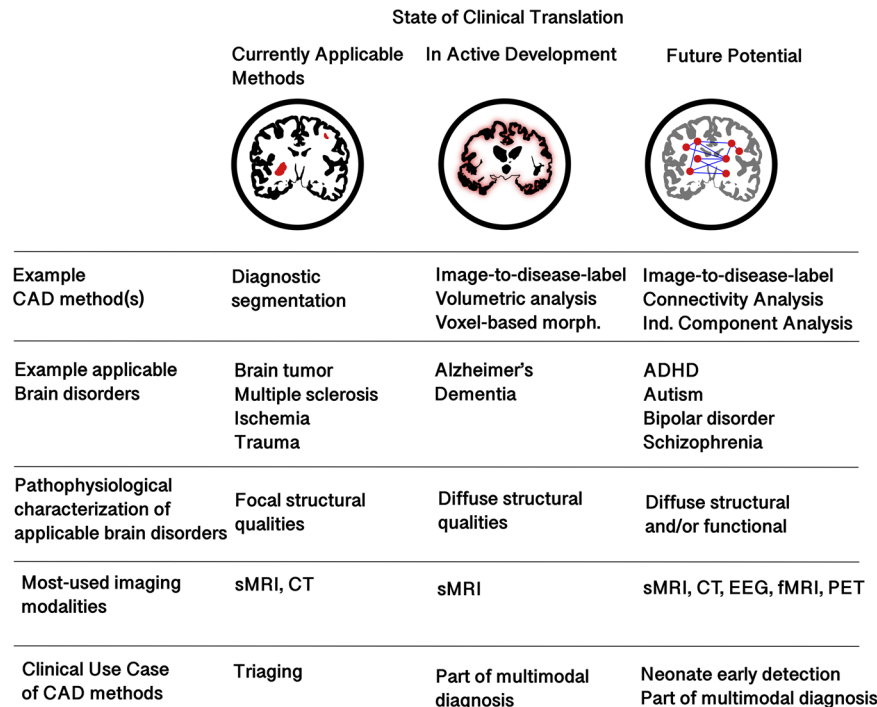 State of Clinical Translation
Currently Applicable
Methods
In Active Development
Future Potential
Example
CAD method(s)
Diagnostic
segmentation
Image-to-disease-label
Volumetric analysis
Voxel-based morph.
Image-to-disease-label
Connectivity Analysis
Ind. Component Analysis
Example applicable
Brain disorders
Brain tumor
Multiple sclerosis
Ischemia
Trauma
Alzheimer's
Dementia
ADHD
Autism
Bipolar disorder
Schizophrenia
Pathophysiological
characterization of
applicable brain disorders
Focal structural
qualities
Diffuse structural
qualities
Diffuse structural
and/or functional
Most-used imaging
modalities
sMRI, CT
sMRI
sMRI, CT, EEG, fMRI, PET
Clinical Use Case
of CAD methods
Triaging
Part of multimodal
diagnosis
Neonate early detection
Part of multimodal diagnosis